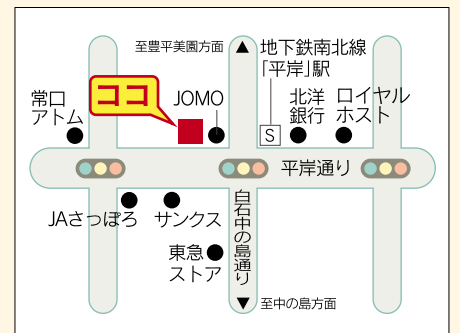 至豊平美園方面▲
地下鉄南北線
「平岸」駅
常口
アトム
ココ
JOMO
S
北洋
銀行
ロイヤル
ホスト
平岸通り
JAさっぽろ
サンクス
白石中の島通り
東急
ストア
▼至中の島方面